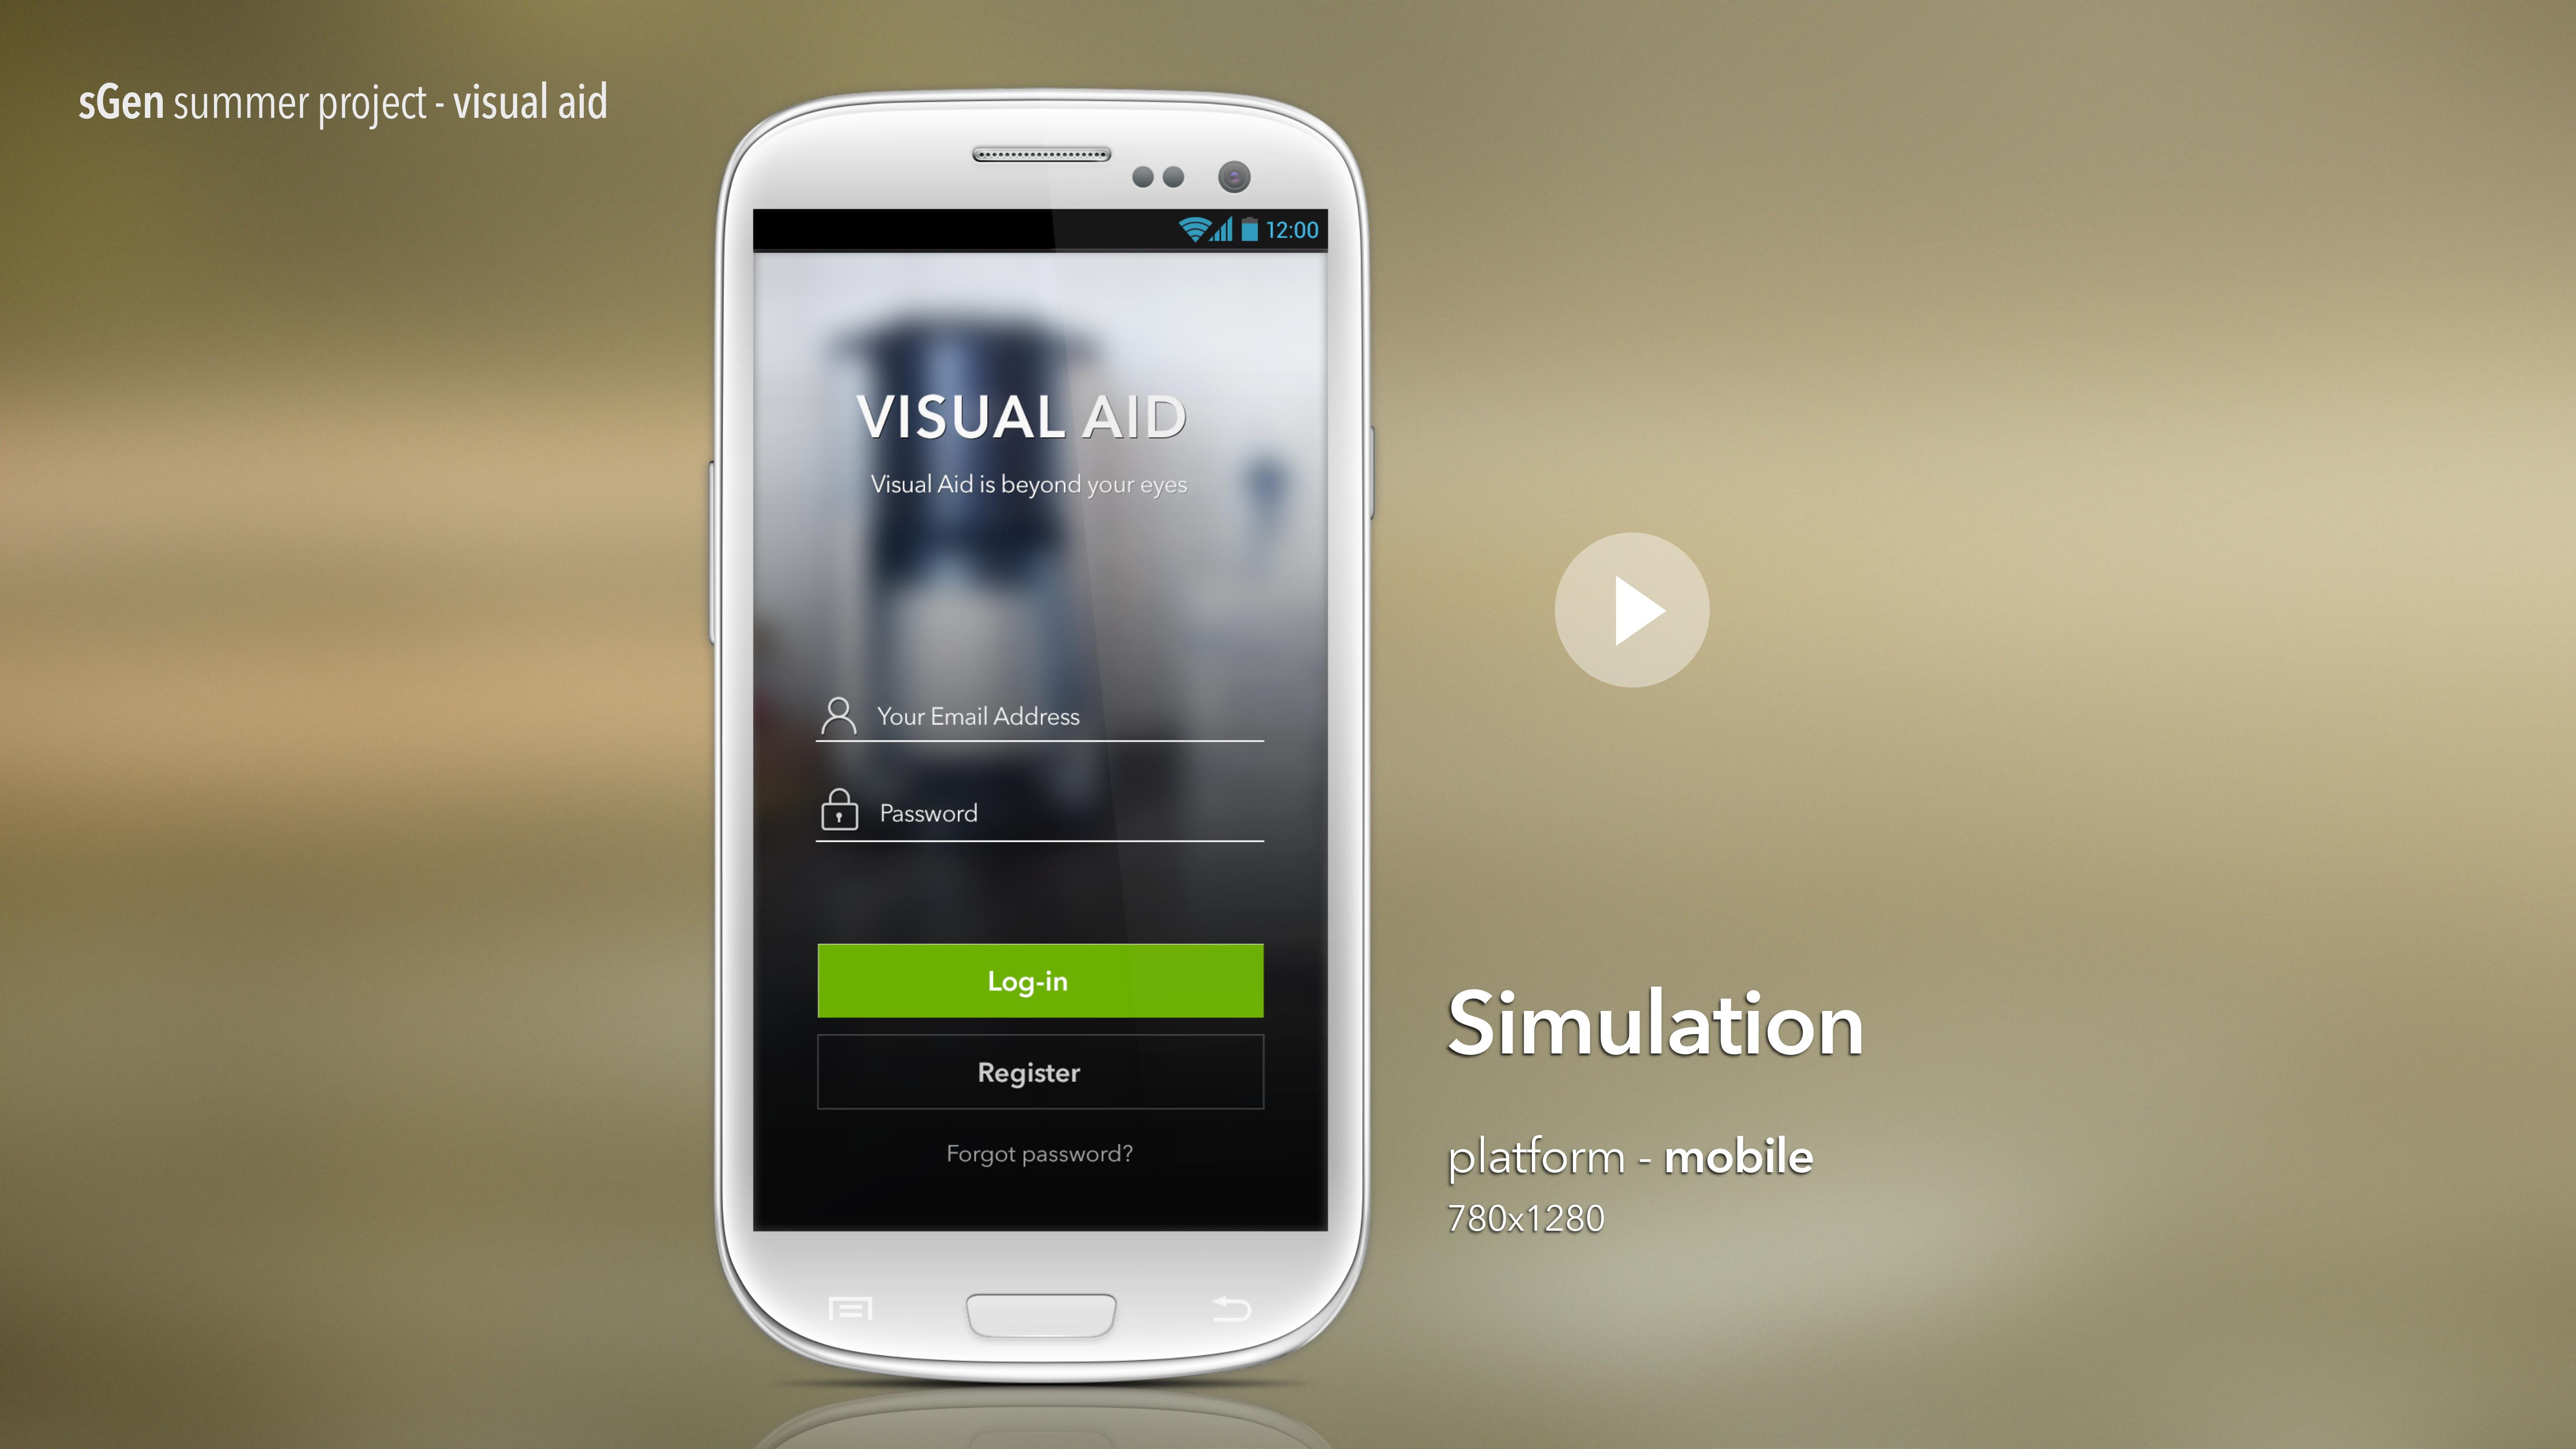 sGen summer project - visual aid
12:00
VISUAL AID
Visual Aid is beyond your eyes
Your Email Address
Password
Log-in
Register
Forgot password?
Simulation
platform - mobile
780x1280